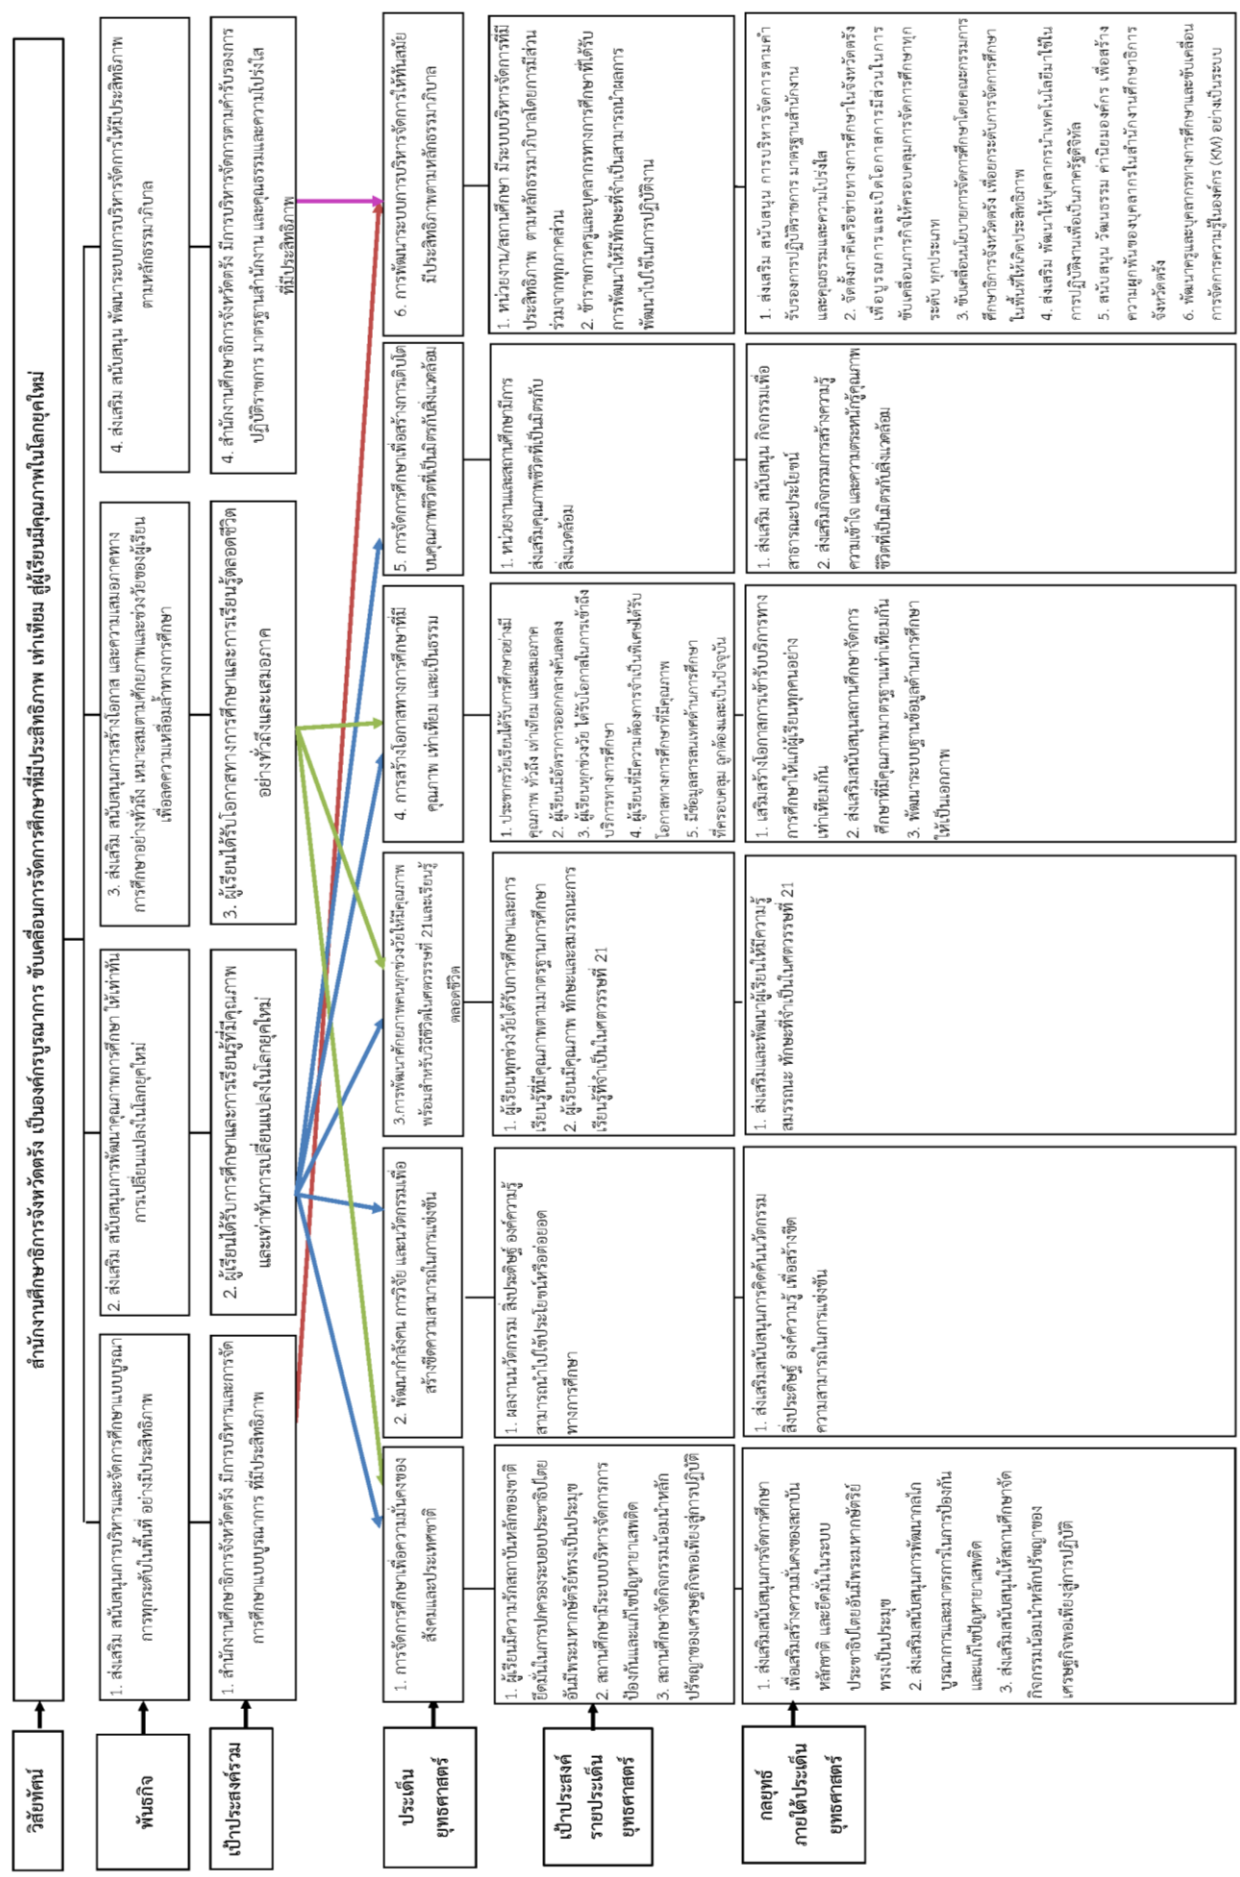 วิสัยทัศน์
สำนักงานศึกษาธิการจังหวัดตรัง เป็นองค์กรบูรณาการ ขับเคลื่อนการจัดการศึกษาที่มีประสิทธิภาพ เท่าเทียม สู่ผู้เรียนมีคุณภาพในโลกยุคใหม่
พันธกิจ
1. ส่งเสริม สนับสนุนการบริหารและจัดการศึกษาแบบบูรณา
การทุกระดับในพื้นที่ อย่างมีประสิทธิภาพ
2. ส่งเสริม สนับสนุนการพัฒนาคุณภาพการศึกษา ให้เท่าทัน
การเปลี่ยนแปลงในโลกยุคใหม่
3. ส่งเสริม สนับสนุนการสร้างโอกาส และความเสมอภาคทาง
การศึกษาอย่างทั่วถึง เหมาะสมตามศักยภาพและช่วงวัยของผู้เรียน
เพื่อลดความเหลื่อมล้ำทางการศึกษา
4. ส่งเสริม สนับสนุน พัฒนาระบบการบริหารจัดการให้มีประสิทธิภาพ
ตามหลักธรรมาภิบาล
เป้าประสงค์รวม
1. สำนักงานศึกษาธิการจังหวัดตรัง มีการบริหารและการจัด
การศึกษาแบบบูรณาการ ที่มีประสิทธิภาพ
2. ผู้เรียนได้รับการศึกษาและการเรียนรู้ที่มีคุณภาพ
และเท่าทันการเปลี่ยนแปลงในโลกยุคใหม่
3. ผู้เรียนได้รับโอกาสทางการศึกษาและการเรียนรู้ตลอดชีวิต
อย่างทั่วถึงและเสมอภาค
4. สำนักงานศึกษาธิการจังหวัดตรัง มีการบริหารจัดการตามคำรับรองการ
ปฏิบัติราชการ มาตรฐานสำนักงาน และคุณธรรมและความโปร่งใส
ที่มีประสิทธิภาพ
ประเด็น
ยุทธศาสตร์
1. การจัดการศึกษาเพื่อความมั่นคงของ
สังคมและประเทศชาติ
2. พัฒนากำลังคน การวิจัย และนวัตกรรมเพื่อ
สร้างขีดความสามารถในการแข่งขัน
3.การพัฒนาศักยภาพคนทุกช่วงวัยให้มีคุณภาพ
พร้อมสำหรับวิถีชีวิตในศตวรรษที่ 21และเรียนรู้
ตลอดชีวิต
4. การสร้างโอกาสทางการศึกษาที่มี
คุณภาพ เท่าเทียม และเป็นธรรม
5. การจัดการศึกษาเพื่อสร้างการเติบโต
บนคุณภาพชีวิตที่เป็นมิตรกับสิ่งแวดล้อม
6. การพัฒนาระบบการบริหารจัดการให้ทันสมัย
มีประสิทธิภาพตามหลักธรรมาภิบาล
เป้าประสงค์
รายประเด็น
ยุทธศาสตร์
1. ผู้เรียนมีความรักสถาบันหลักของชาติ
ยึดมั่นในการปกครองระบอบประชาธิปไตย
อันมีพระมหากษัตริย์ทรงเป็นประมุข
2. สถานศึกษามีระบบบริหารจัดการการ
ป้องกันและแก้ไขปัญหายาเสพติด
3. สถานศึกษาจัดกิจกรรมน้อมนำหลัก
ปรัชญาของเศรษฐกิจพอเพียงสู่การปฏิบัติ
1. ผลงานนวัตกรรม สิ่งประดิษฐ์ องค์ความรู้
สามารถนำไปใช้ประโยชน์หรือต่อยอด
ทางการศึกษา
1. ผู้เรียนทุกช่วงวัยได้รับการศึกษาและการ
เรียนรู้ที่มีคุณภาพตามมาตรฐานการศึกษา
2. ผู้เรียนมีคุณภาพ ทักษะและสมรรถนะการ
เรียนรู้ที่จำเป็นในศตวรรษที่ 21
1. ประชากรวัยเรียนได้รับการศึกษาอย่างมี
คุณภาพ ทั่วถึง เท่าเทียม และเสมอภาค
2. ผู้เรียนมีอัตราการออกกลางคันลดลง
3. ผู้เรียนทุกช่วงวัย ได้รับโอกาสในการเข้าถึง
บริการทางการศึกษา
4. ผู้เรียนที่มีความต้องการจำเป็นพิเศษได้รับ
โอกาสทางการศึกษาที่มีคุณภาพ
5. มีข้อมูลสารสนเทศด้านการศึกษา
ที่ครอบคลุม ถูกต้องและเป็นปัจจุบัน
1. หน่วยงานและสถานศึกษามีการ
ส่งเสริมคุณภาพชีวิตที่เป็นมิตรกับ
สิ่งแวดล้อม
1. หน่วยงาน/สถานศึกษา มีระบบบริหารจัดการที่มี
ประสิทธิภาพ ตามหลักธรรมาภิบาลโดยการมีส่วน
ร่วมจากทุกภาคส่วน
2. ข้าราชการครูและบุคลากรทางการศึกษาที่ได้รับ
การพัฒนาให้มีทักษะที่จำเป็นสามารถนำผลการ
พัฒนาไปใช้ในการปฏิบัติงาน
กลยุทธ์
ภายใต้ประเด็น
ยุทธศาสตร์
1. ส่งเสริมสนับสนุนการจัดการศึกษา
เพื่อเสริมสร้างความมั่นคงของสถาบัน
หลักชาติ และยึดมั่นในระบบ
ประชาธิปไตยอันมีพระมหากษัตริย์
ทรงเป็นประมุข
2. ส่งเสริมสนับสนุนการพัฒนากลไก
บูรณาการและมาตรการในการป้องกัน
และแก้ไขปัญหายาเสพติด
3. ส่งเสริมสนับสนุนให้สถานศึกษาจัด
กิจกรรมน้อมนำหลักปรัชญาของ
เศรษฐกิจพอเพียงสู่การปฏิบัติ
1. ส่งเสริมสนับสนุนการคิดค้นนวัตกรรม
สิ่งประดิษฐ์ องค์ความรู้ เพื่อสร้างขีด
ความสามารถในการแข่งขัน
1. ส่งเสริมและพัฒนาผู้เรียนให้มีความรู้
สมรรถนะ ทักษะที่จำเป็นในศตวรรษที่ 21
1. เสริมสร้างโอกาสการเข้ารับบริการทาง
การศึกษาให้แก่ผู้เรียนทุกคนอย่าง
เท่าเทียมกัน
2. ส่งเสริมสนับสนุนสถานศึกษาจัดการ
ศึกษาที่มีคุณภาพมาตรฐานเท่าเทียมกัน
3. พัฒนาระบบฐานข้อมูลด้านการศึกษา
ให้เป็นเอกภาพ
1. ส่งเสริม สนับสนุน กิจกรรมเพื่อ
สาธารณะประโยชน์
2. ส่งเสริมกิจกรรมการสร้างความรู้
ความเข้าใจ และความตระหนักรู้คุณภาพ
ชีวิตที่เป็นมิตรกับสิ่งแวดล้อม
1. ส่งเสริม สนับสนุน การบริหารจัดการตามคำ
รับรองการปฏิบัติราชการ มาตรฐานสำนักงาน
และคุณธรรมและความโปร่งใส
2. จัดตั้งภาคีเครือข่ายทางการศึกษาในจังหวัดตรัง
เพื่อบูรณการและเปิดโอกาสการมีส่วนในการ
ขับเคลื่อนภารกิจให้ครอบคลุมการจัดการศึกษาทุก
ระดับ ทุกประเภท
3. ขับเคลื่อนนโยบายการจัดการศึกษาโดยคณะกรรมการ
ศึกษาธิการจังหวัดตรัง เพื่อยกระดับการจัดการศึกษา
ในพื้นที่ให้เกิดประสิทธิภาพ
4. ส่งเสริม พัฒนาให้บุคลากรนำเทคโนโลยีมาใช้ใน
การปฏิบัติงานเพื่อเป็นภาครัฐดิจิทัล
5. สนับสนุน วัฒนธรรม ค่านิยมองค์กร เพื่อสร้าง
ความผูกพันของบุคลากรในสำนักงานศึกษาธิการ
จังหวัดตรัง
6. พัฒนาครูและบุคลากรทางการศึกษาและขับเคลื่อน
การจัดการความรู้ในองค์กร (KM) อย่างเป็นระบบ